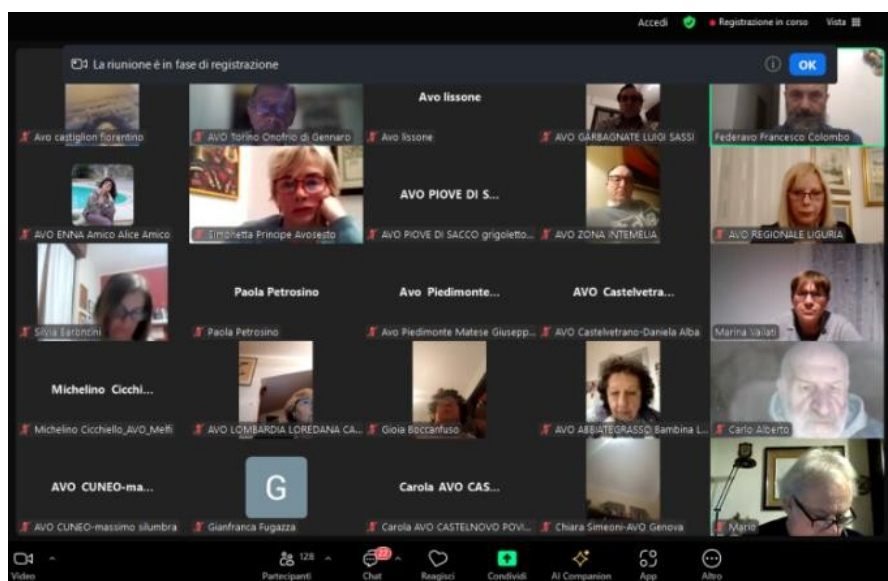 Accedi
Registrazione in corso
Vista
La riunione è in fase di registrazione
OK
Avo castiglion fiorentino
AVO Torino Onofrio di Gennaro
Avo lissone
Avo lissone
AVO GARBAGNATE LUIGI SASSI
Federavo Francesco Colombo
AVO ENNA Amico Alice Amico
Simonetta Principe Avosesto
AVO PIOVE DI S...
AVO PIOVE DI SACCO grigoletto...
AVO ZONA INTEMELIA
AVO REGIONALE LIGURIA
Silvia Barontini
Paola Petrosino
Paola Petrosino
Avo Piedimonte...
Avo Piedimonte Matese Giusepp...
AVO Castelvetra...
AVO Castelvetrano-Daniela Alba
Marina Vailati
Michelino Cicchi...
Michelino Cicchiello_AVO_Melfi
AVO LOMBARDIA LOREDANA CA...
Gioia Boccanfuso
AVO ABBIATEGRASSO Bambina L...
Carlo Alberto
AVO CUNEO-ma...
AVO CUNEO-massimo silumbra
G
Gianfranca Fugazza
Carola AVO CAS...
Carola AVO CASTELNOVO POVI...
Chiara Simeoni-AVO Genova
Mario
Video
128
Partecipanti
22
Chat
Reagisci
Condividi
AI Companion
App
Altro